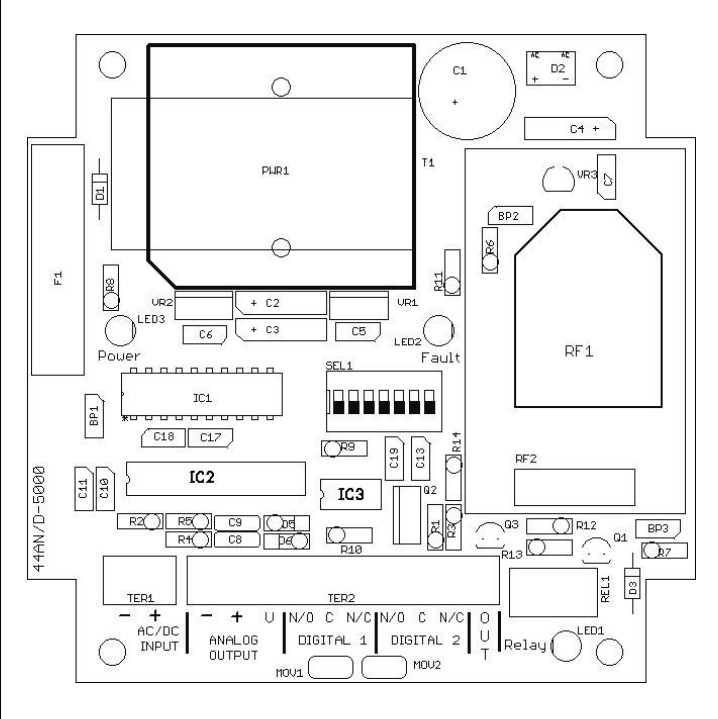 C1
+
AC AC
D2
+ -
C4 +
PWR1
T1
VR3
C7
D1
BP2
R6
F1
R8
R11
VR2
+ C2
VR1
LED3
+ C3
C6
C5
LED2
Power
Fault
RF1
SEL1
IC1
BP1
*
C18
C17
R9
R14
C19
C13
RF2
IC2
C11
C10
IC3
Q2
44AN/D-5000
R2
R5
C9
D5
R4
C8
D6
R10
R1
R3
Q3
R12
BP3
R13
Q1
R7
TER1
TER2
REL1
D3
- +
- +
U
N/O C N/C
N/O C N/C
OUT
AC/DC
INPUT
ANALOG
OUTPUT
DIGITAL 1
DIGITAL 2
Relay
LED1
MOV1
MOV2